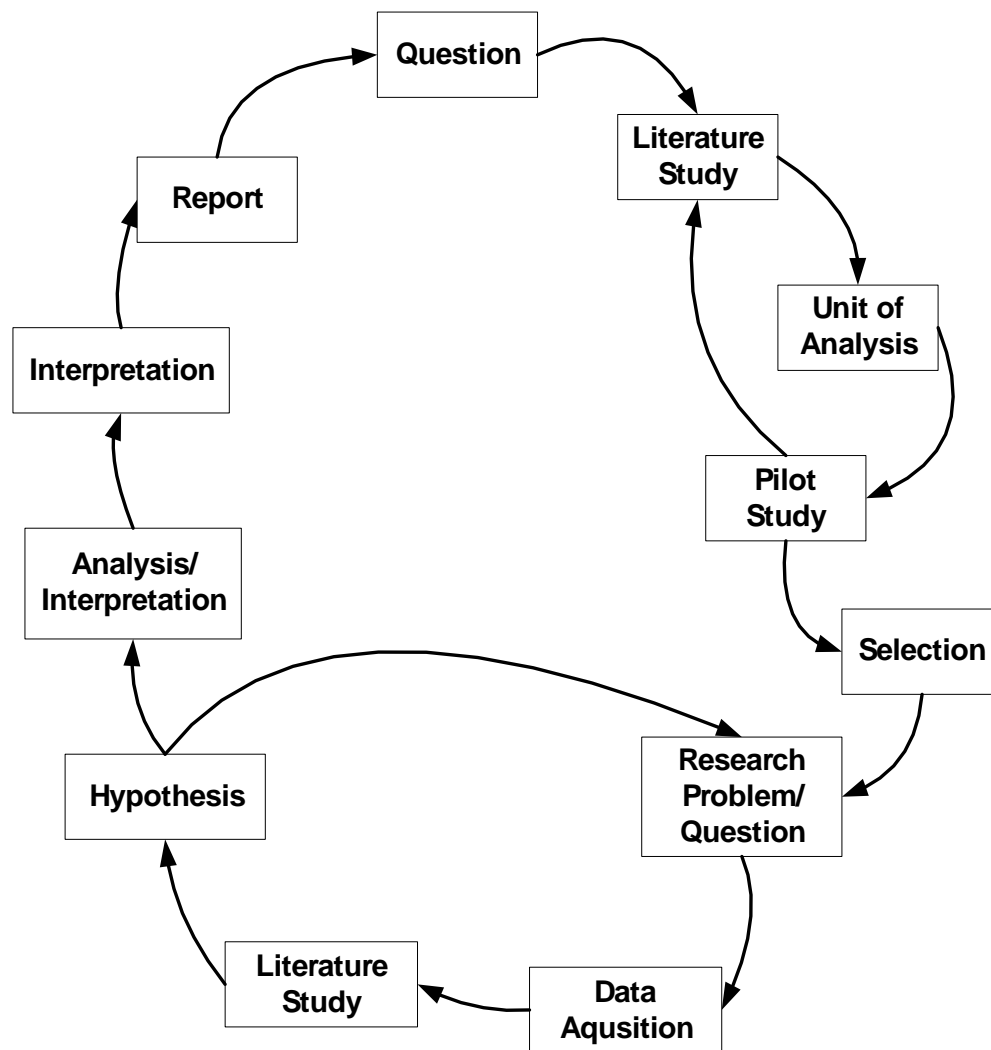 Question
Literature
Study
Report
Unit of
Analysis
Interpretation
Pilot
Study
Analysis/
Interpretation
Selection
Research
Problem/
Question
Hypothesis
Literature
Study
Data
Aqusition